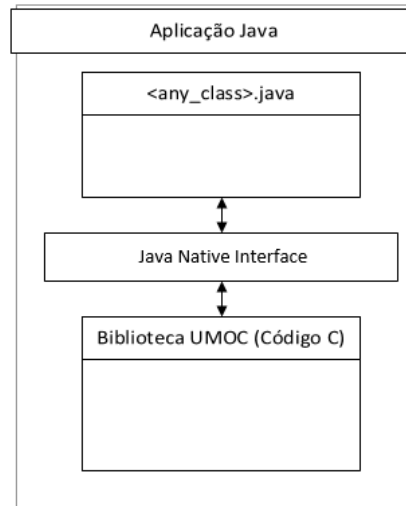 Aplicação Java
<any_class>.java
Java Native Interface
Biblioteca UMOC (Código C)